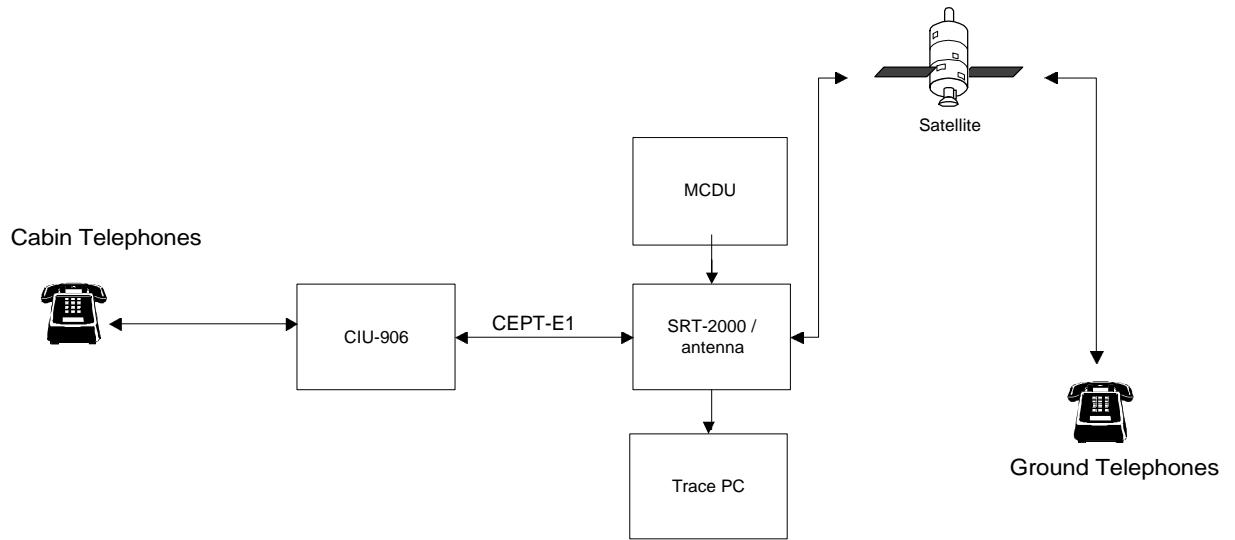 Satellite
MCDU
Cabin Telephones
CIU-906
CEPT-E1
SRT-2000 /
antenna
Trace PC
Ground Telephones